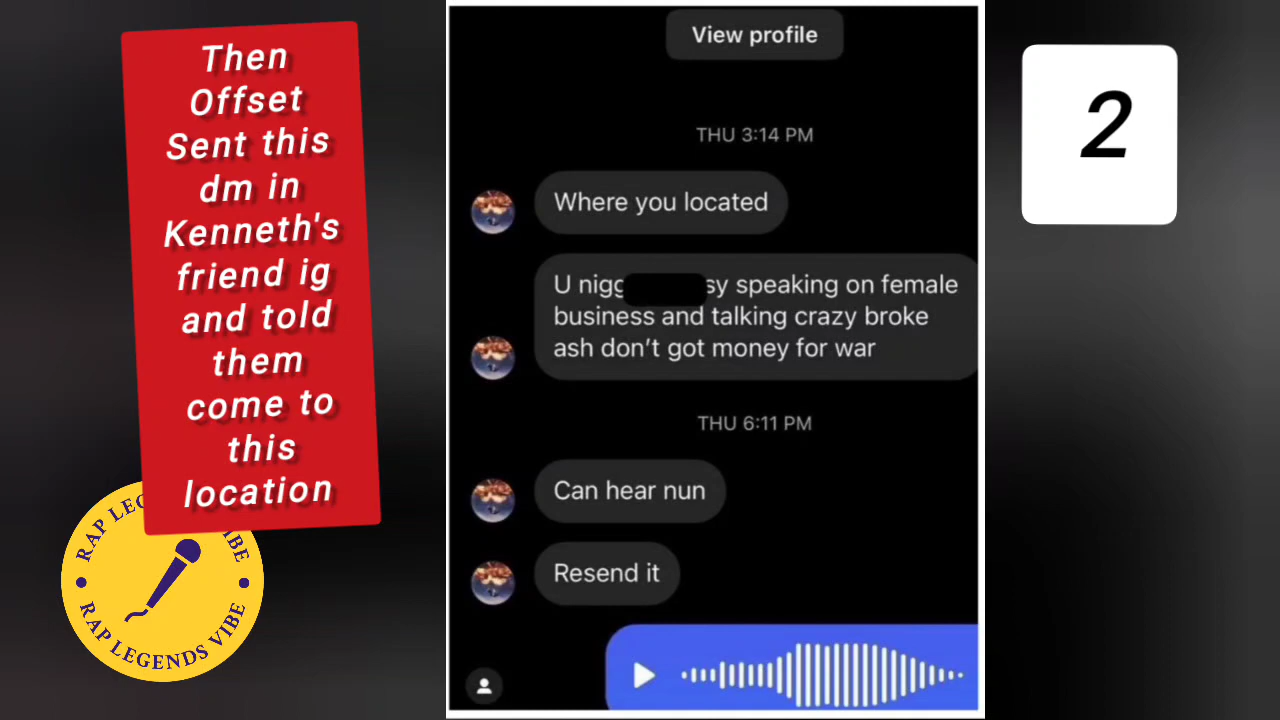 Then
Offset
Sent this
dm in
Kenneth's
friend ig
and told
them
come to
this
location
RAP LEGENDS VIBE
RAP LEGENDS VIBE
View profile
THU 3:14 PM
Where you located
U nigg sy speaking on female
business and talking crazy broke
ash don’t got money for war
THU 6:11 PM
Can hear nun
Resend it
2